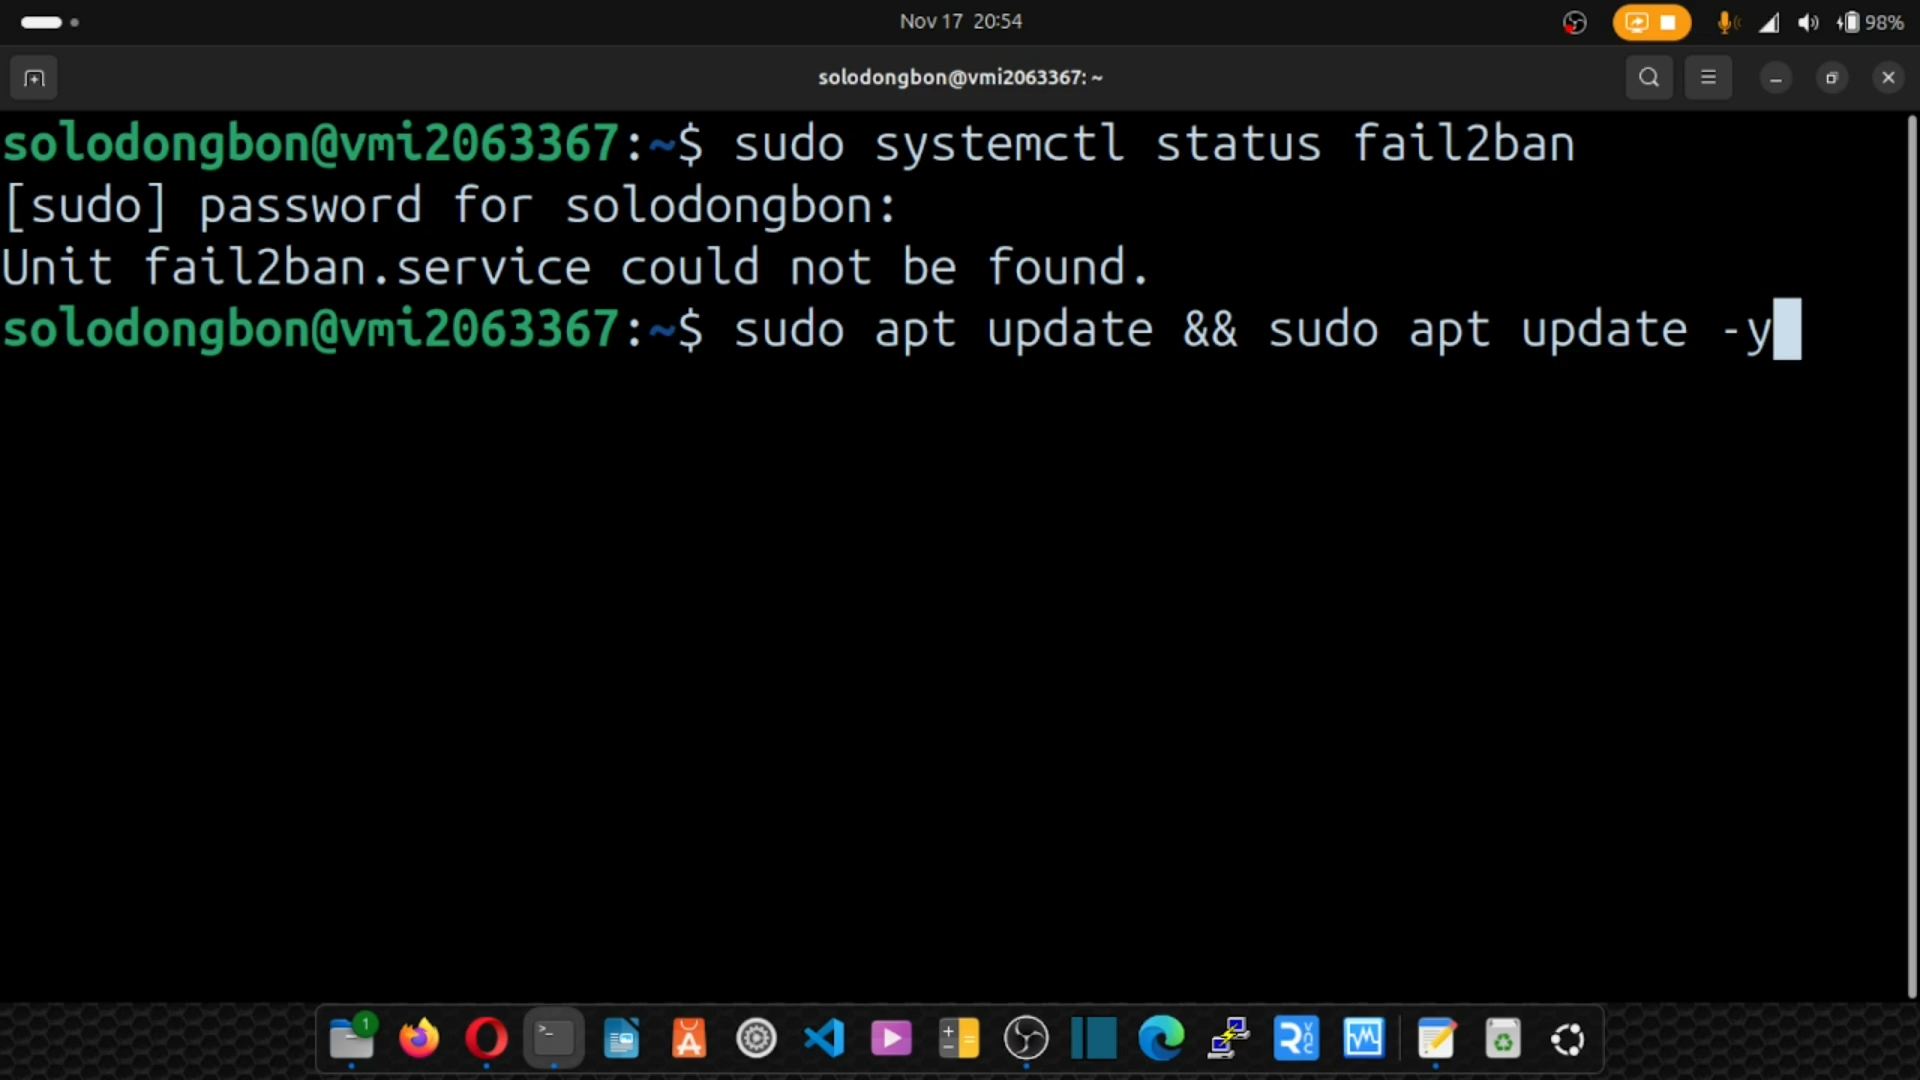 Nov 17 20:54
98%
solodongbon@vmi2063367: ~
solodongbon@vmi2063367:~$ sudo systemctl status fail2ban
[sudo] password for solodongbon:
Unit fail2ban.service could not be found.
solodongbon@vmi2063367:~$ sudo apt update && sudo apt update -y
1